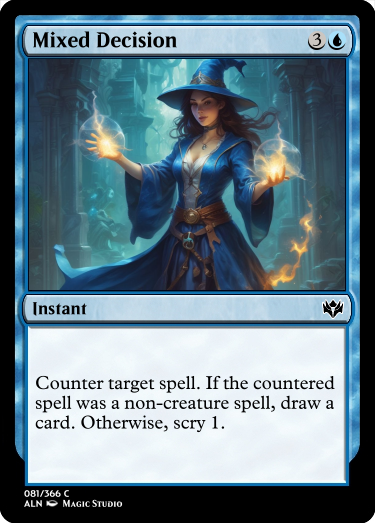 Mixed Decision 3
Instant
Counter target spell. If the countered
spell was a non-creature spell, draw a
card. Otherwise, scry 1.
081/366 C
ALN Magic Studio